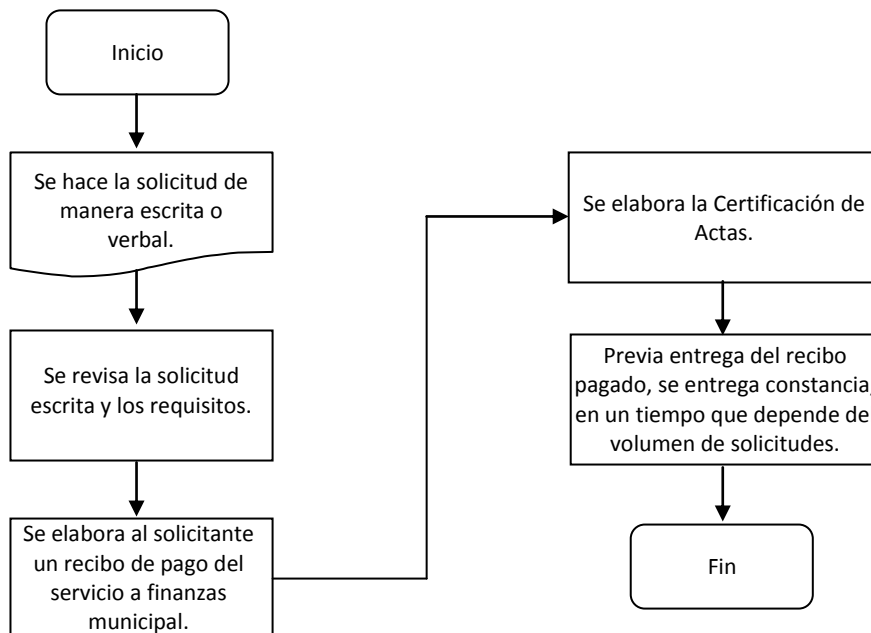 Inicio
Se hace la solicitud de
manera escrita o
verbal.
Se revisa la solicitud
escrita y los requisitos.
Se elabora al solicitante
un recibo de pago del
servicio a finanzas
municipal.
Se elabora la Certificación de
Actas.
Previa entrega del recibo
pagado, se entrega constancia,
en un tiempo que depende de
volumen de solicitudes.
Fin